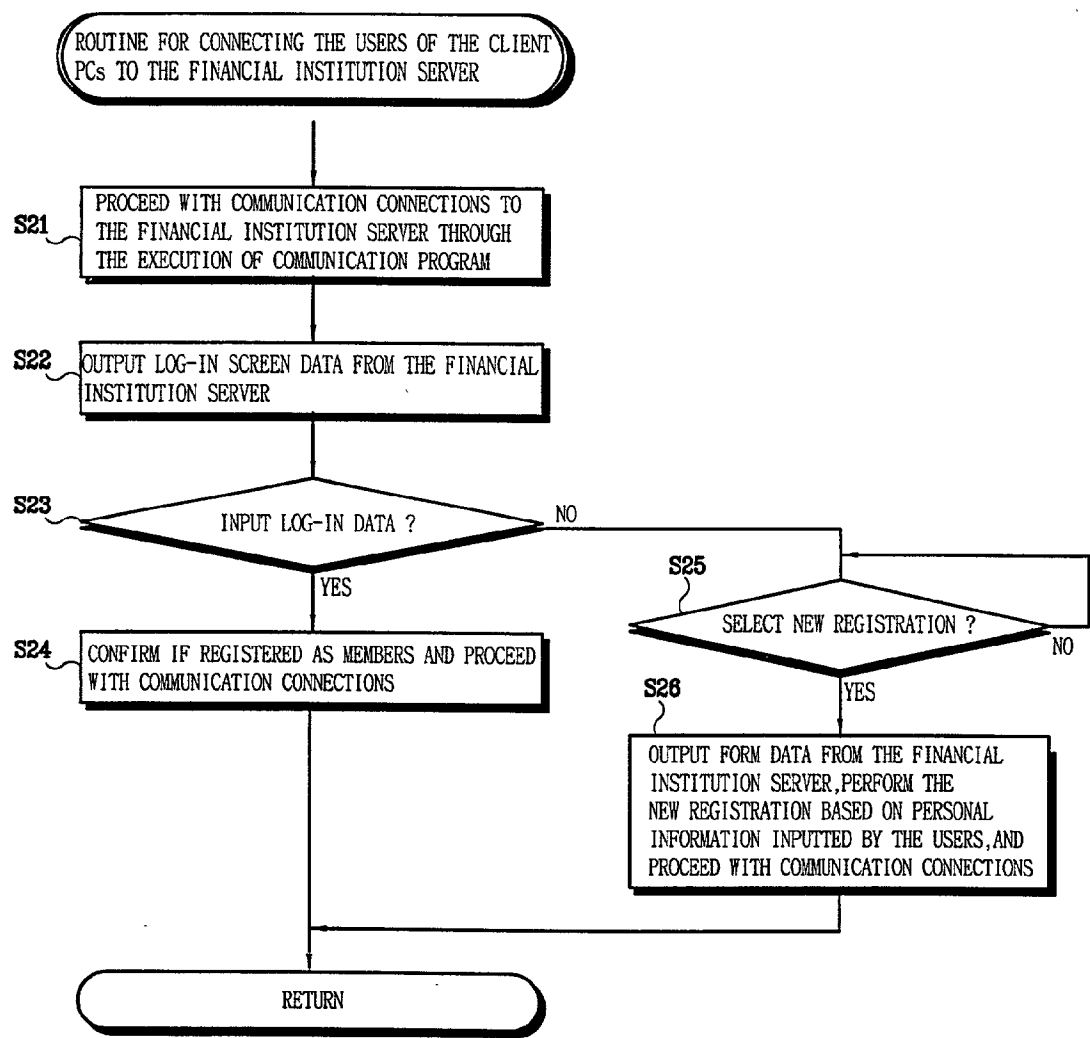 ROUTINE FOR CONNECTING THE USERS OF THE CLIENT
PCs TO THE FINANCIAL INSTITUTION SERVER
S21
PROCEED WITH COMMUNICATION CONNECTIONS TO
THE FINANCIAL INSTITUTION SERVER THROUGH
THE EXECUTION OF COMMUNICATION PROGRAM
S22
OUTPUT LOG-IN SCREEN DATA FROM THE FINANCIAL
INSTITUTION SERVER
S23
INPUT LOG-IN DATA ?
NO
YES
S24
CONFIRM IF REGISTERED AS MEMBERS AND PROCEED
WITH COMMUNICATION CONNECTIONS
S25
SELECT NEW REGISTRATION ?
NO
YES
S26
OUTPUT FORM DATA FROM THE FINANCIAL
INSTITUTION SERVER,PERFORM THE
NEW REGISTRATION BASED ON PERSONAL
INFORMATION INPUTTED BY THE USERS,AND
PROCEED WITH COMMUNICATION CONNECTIONS
RETURN